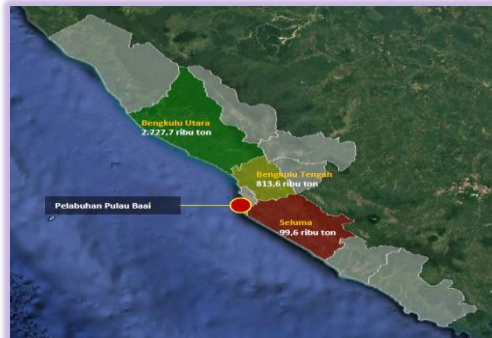 Bengkulu Utara
2.727,7 ribu ton
Bengkulu Tengah
813,6 ribu ton
Pelabuhan Pulau Baai
Seluma
99,6 ribu ton